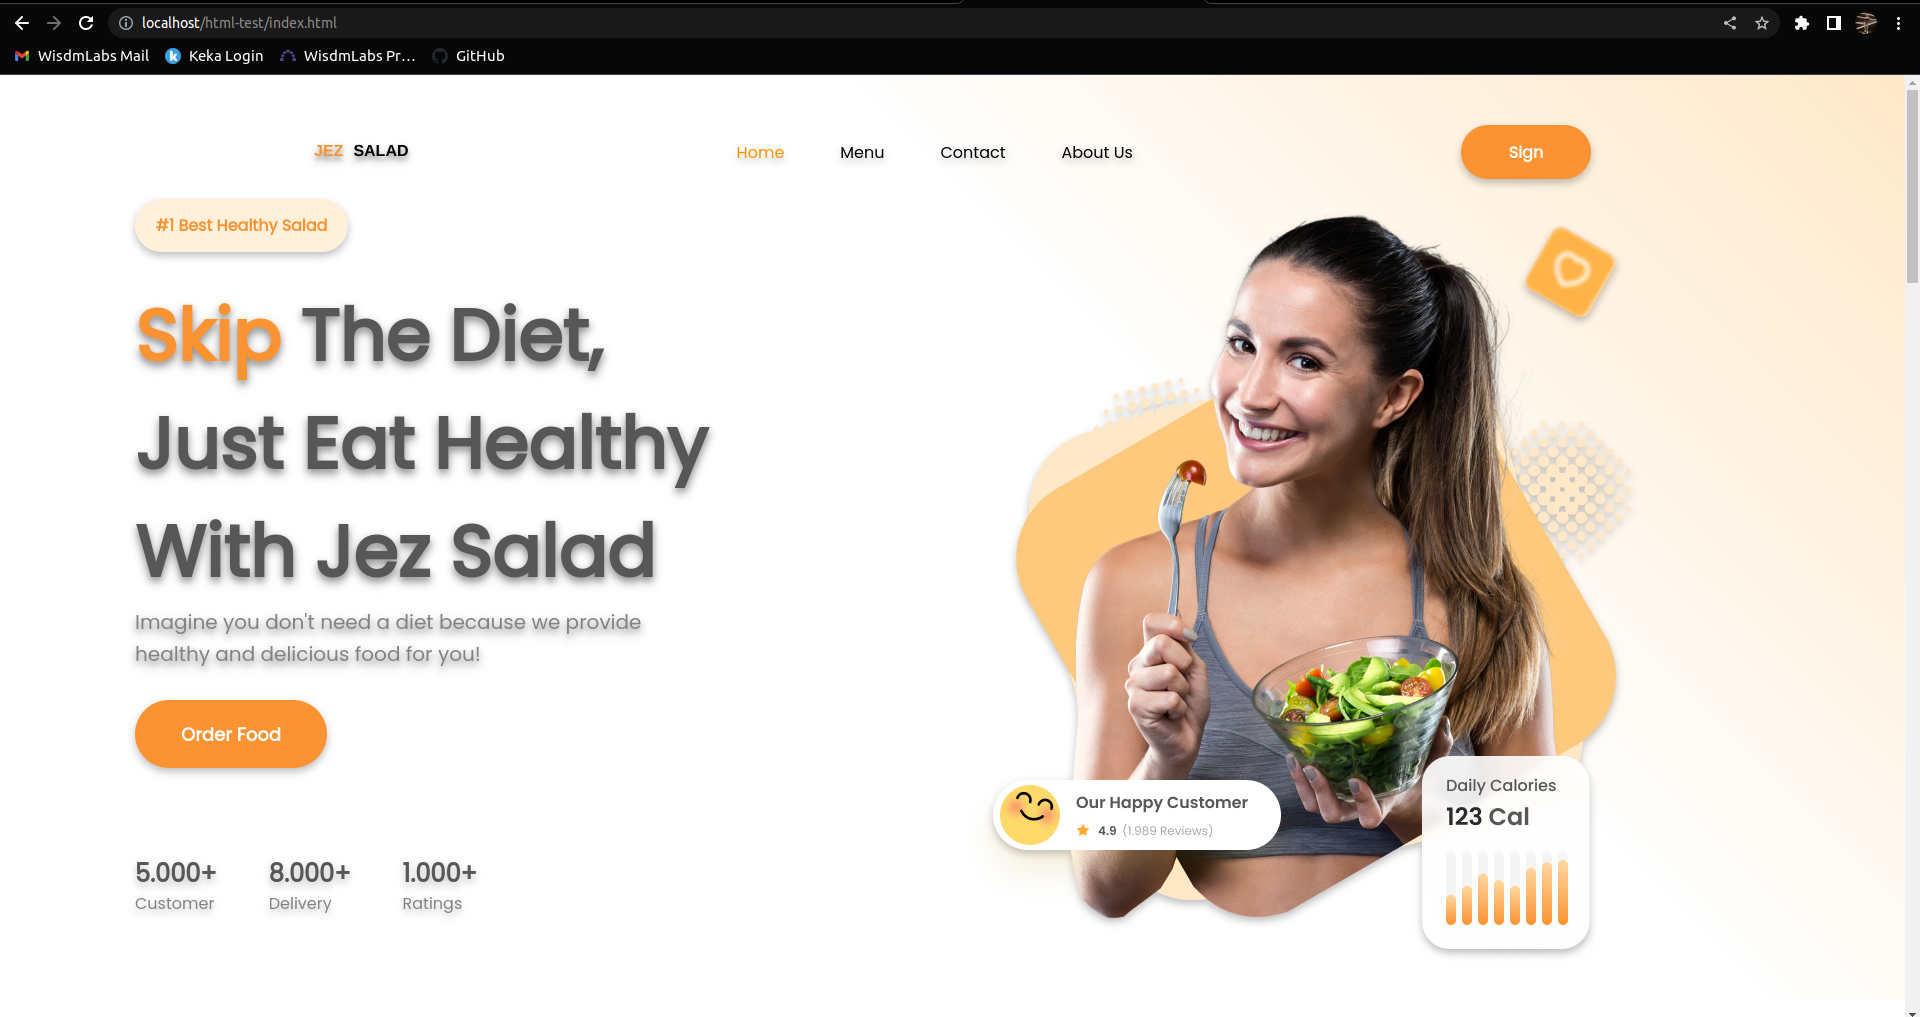 localhost/html-test/index.html
WisdmLabs Mail Keka Login WisdmLabs Pr... GitHub
JEZ SALAD Home Menu Contact About Us Sign
#1 Best Healthy Salad
Skip The Diet,
Just Eat Healthy
With Jez Salad
Imagine you don't need a diet because we provide
healthy and delicious food for you!
Order Food
5.000+ 8.000+ 1.000+
Customer Delivery Ratings
Our Happy Customer
4.9 (1.989 Reviews)
Daily Calories
123 Cal